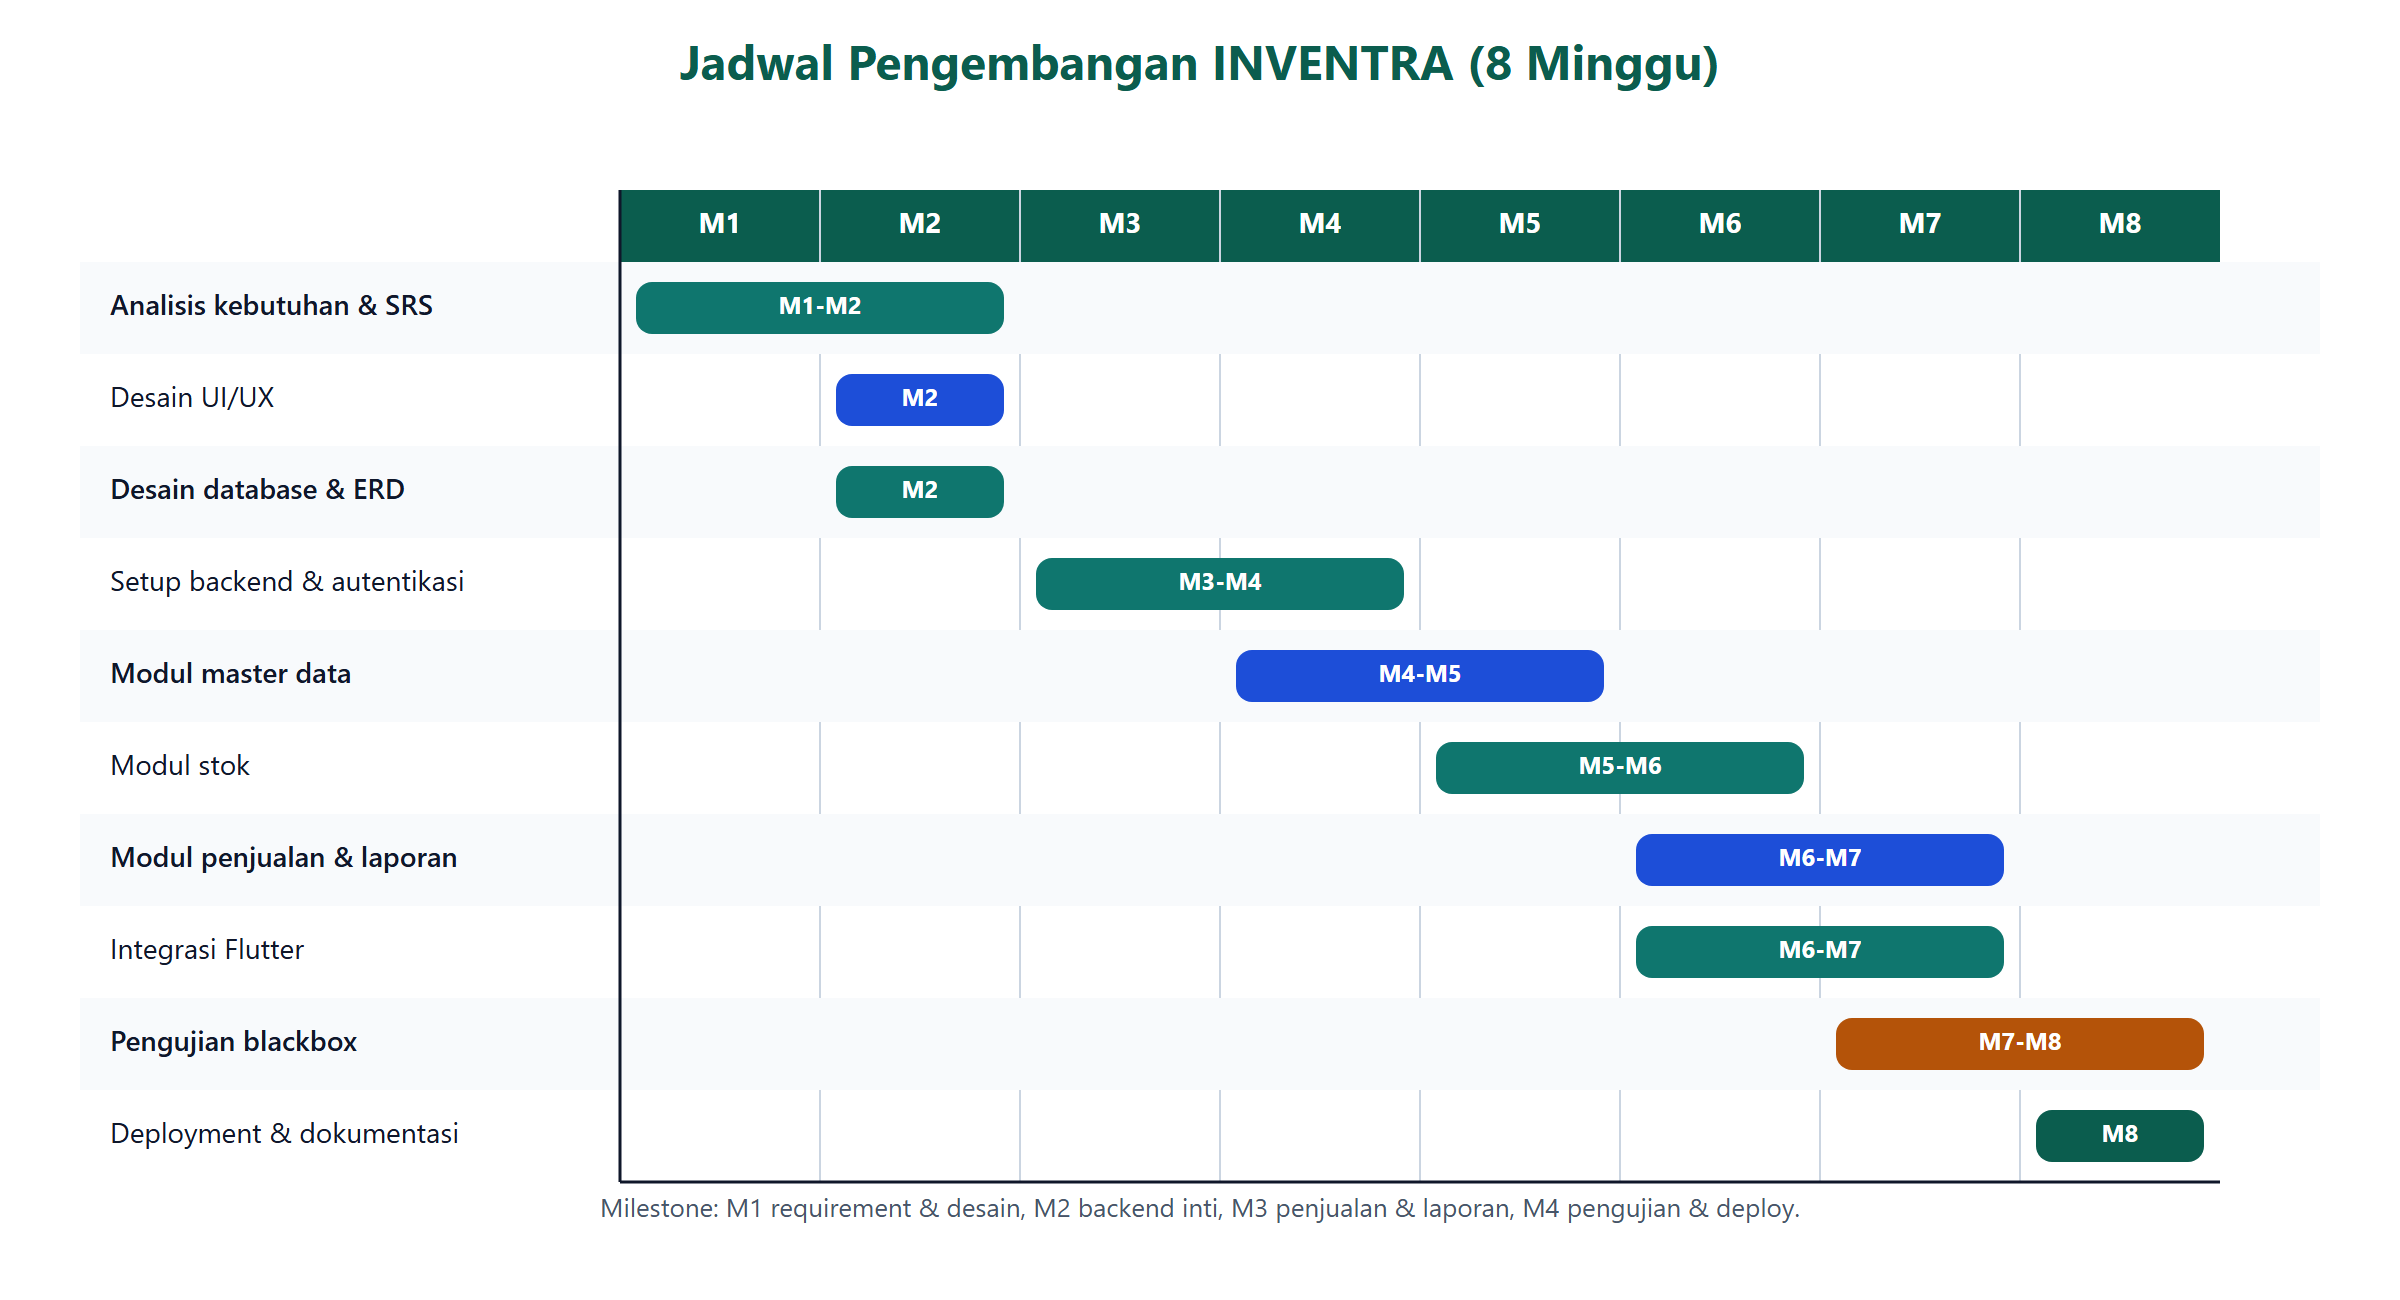 Jadwal Pengembangan INVENTRA (8 Minggu)
M1 M2 M3 M4 M5 M6 M7 M8
Analisis kebutuhan & SRS M1-M2
Desain UI/UX M2
Desain database & ERD M2
Setup backend & autentikasi M3-M4
Modul master data M4-M5
Modul stok M5-M6
Modul penjualan & laporan M6-M7
Integrasi Flutter M6-M7
Pengujian blackbox M7-M8
Deployment & dokumentasi M8
Milestone: M1 requirement & desain, M2 backend inti, M3 penjualan & laporan, M4 pengujian & deploy.